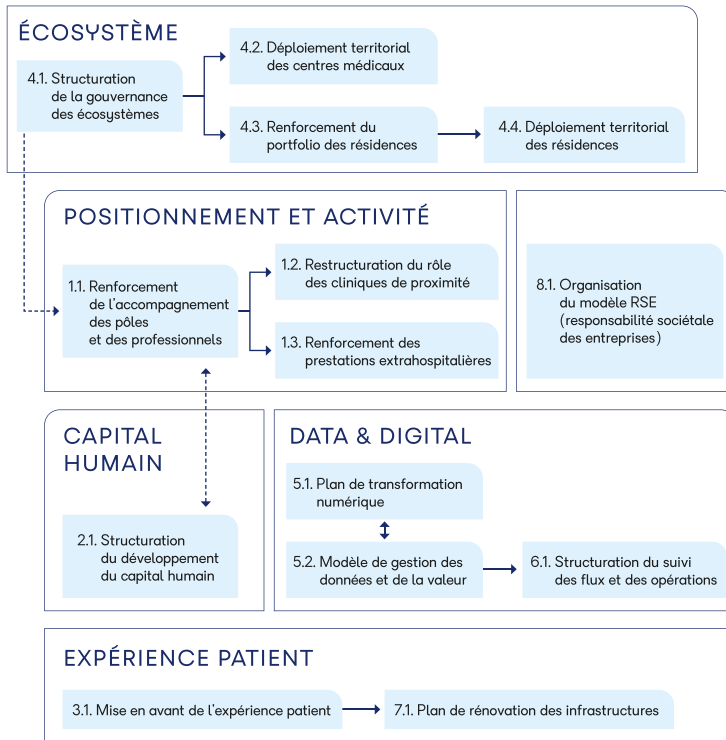 ÉCOSYSTÈME
4.1. Structuration
de la gouvernance
des écosystèmes
4.2. Déploiement territorial
des centres médicaux
4.3. Renforcement du
portfolio des résidences
4.4. Déploiement territorial
des résidences
POSITIONNEMENT ET ACTIVITÉ
1.1. Renforcement
de l'accompagnement
des pôles
et des professionnels
1.2. Restructuration du rôle
des cliniques de proximité
1.3. Renforcement des
prestations extrahospitalières
8.1. Organisation
du modèle RSE
(responsabilité sociétale
des entreprises)
CAPITAL
HUMAIN
2.1. Structuration
du développement
du capital humain
DATA & DIGITAL
5.1. Plan de transformation
numérique
5.2. Modèle de gestion des
données et de la valeur
6.1. Structuration du suivi
des flux et des opérations
EXPÉRIENCE PATIENT
3.1. Mise en avant de l'expérience patient
7.1. Plan de rénovation des infrastructures